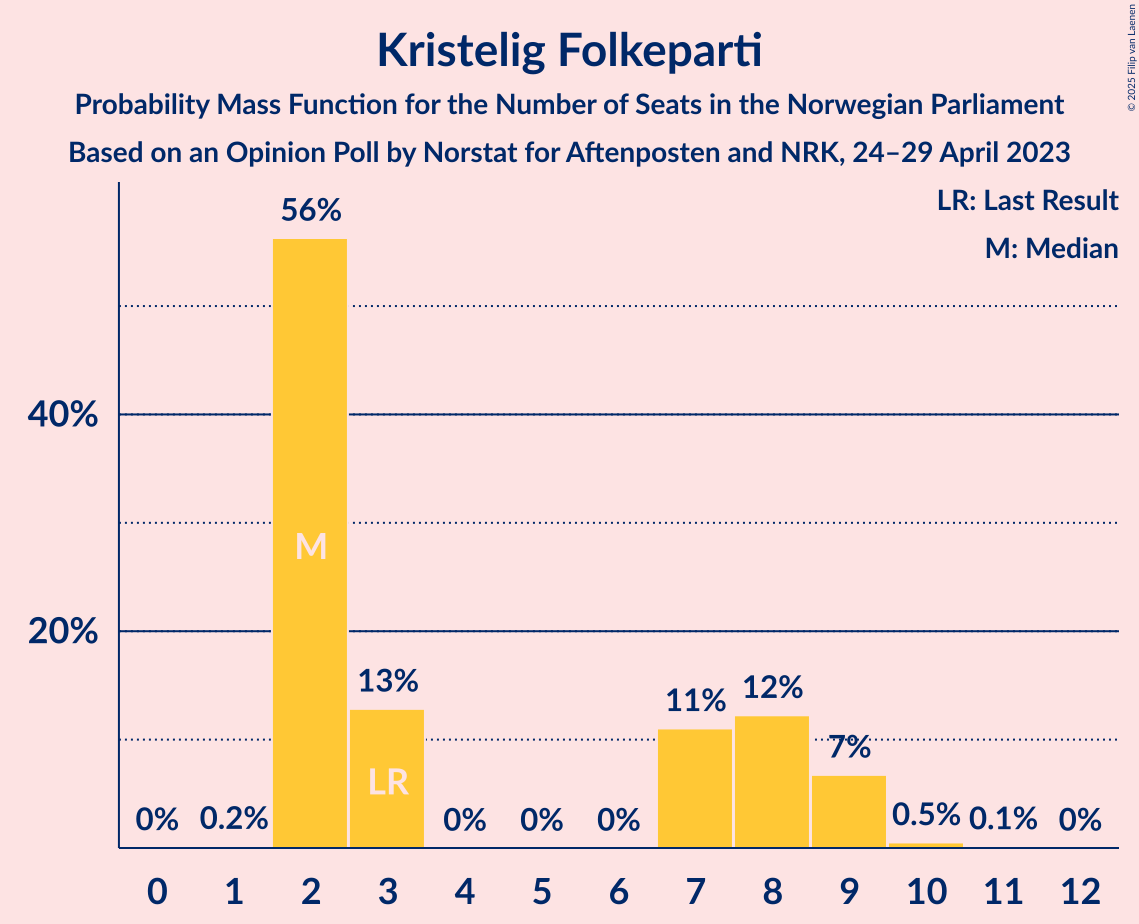 Kristelig Folkeparti
Probability Mass Function for the Number of Seats in the Norwegian Parliament
Based on an Opinion Poll by Norstat for Aftenposten and NRK, 24–29 April 2023
© 2025 Filip van Laenen
LR: Last Result
M: Median
56%
40%
M
20%
13%
11%
12%
7%
LR
0%
0.2%
0%
0%
0%
0.5%
0.1%
0%
0 1 2 3 4 5 6 7 8 9 10 11 12